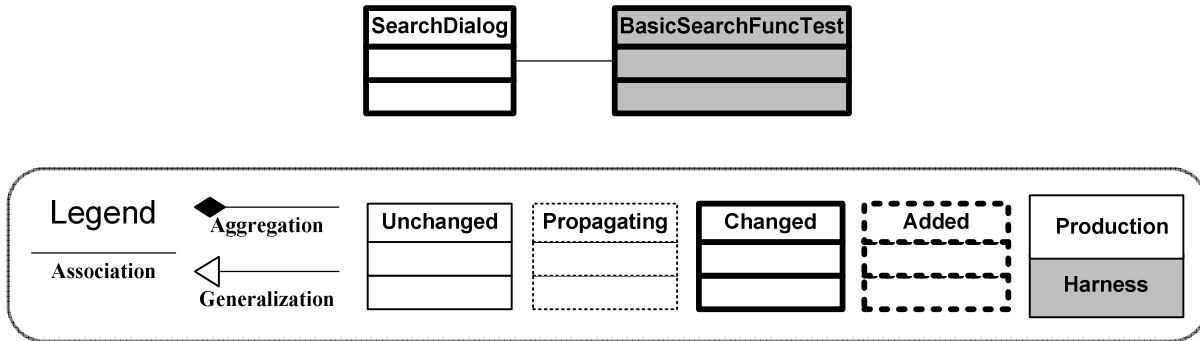 SearchDialog
BasicSearchFuncTest
Legend
Association
Aggregation
Generalization
Unchanged
Propagating
Changed
Added
Production
Harness